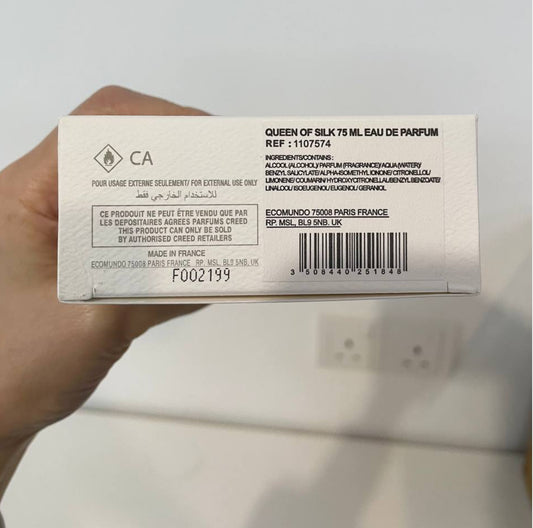 CA
POUR USAGE EXTERNE SEULEMENT/ FOR EXTERNAL USE ONLY
للاستخدام الخارجي فقط
CE PRODUIT NE PEUT ÊTRE VENDU QUE PAR
LES DEPOSITAIRES AGRÉES PARFUMS CREED
THIS PRODUCT CAN ONLY BE SOLD
BY AUTHORISED CREED RETAILERS
MADE IN FRANCE
ECOMUNDO 75008 PARIS FRANCE RP. MSL, BL9 5NB, UK
F002199
QUEEN OF SILK 75 ML EAU DE PARFUM
REF : 1107574
INGREDIENTS/CONTAINS :
ALCOOL (ALCOHOL)/ PARFUM (FRAGRANCE)/ AQUA (WATER)/
BENZYL SALICYLATE/ ALPHA-ISOMETHYL IONONE/ CITRONELLOL/
LIMONENE/ COUMARIN/ HYDROXYCITRONELLAL/BENZYL BENZOATE/
LINALOOL/ ISOEUGENOL/ EUGENOL/ GERANIOL
ECOMUNDO 75008 PARIS FRANCE
RP. MSL, BL9 5NB. UK
3 508440 251848